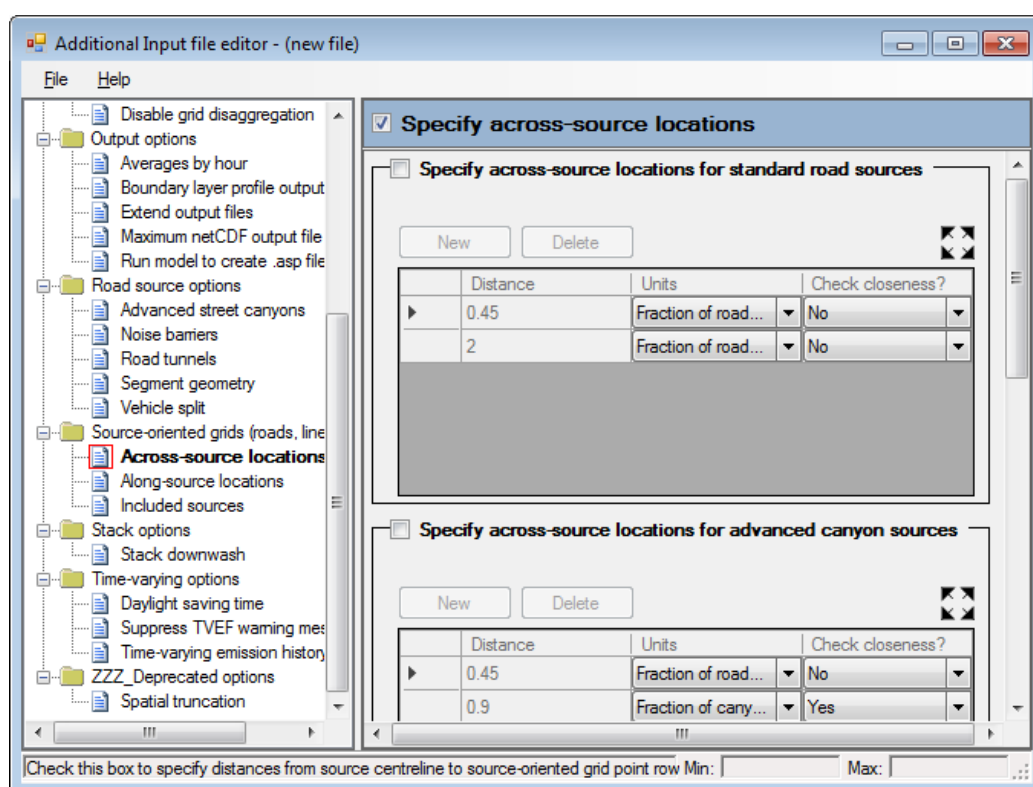 Additional Input file editor - (new file)
File Help
Disable grid disaggregation
Output options
Averages by hour
Boundary layer profile output
Extend output files
Maximum netCDF output file
Run model to create .asp file
Road source options
Advanced street canyons
Noise barriers
Road tunnels
Segment geometry
Vehicle split
Source-oriented grids (roads, line
Across-source locations
Along-source locations
Included sources
Stack options
Stack downwash
Time-varying options
Daylight saving time
Suppress TVEF warning mes
Time-varying emission history
ZZZ_Deprecated options
Spatial truncation
Specify across-source locations
Specify across-source locations for standard road sources
New Delete
Distance Units Check closeness?
0.45 Fraction of road... No
2 Fraction of road... No
Specify across-source locations for advanced canyon sources
New Delete
Distance Units Check closeness?
0.45 Fraction of road... No
0.9 Fraction of cany... Yes
Check this box to specify distances from source centreline to source-oriented grid point row Min: Max: